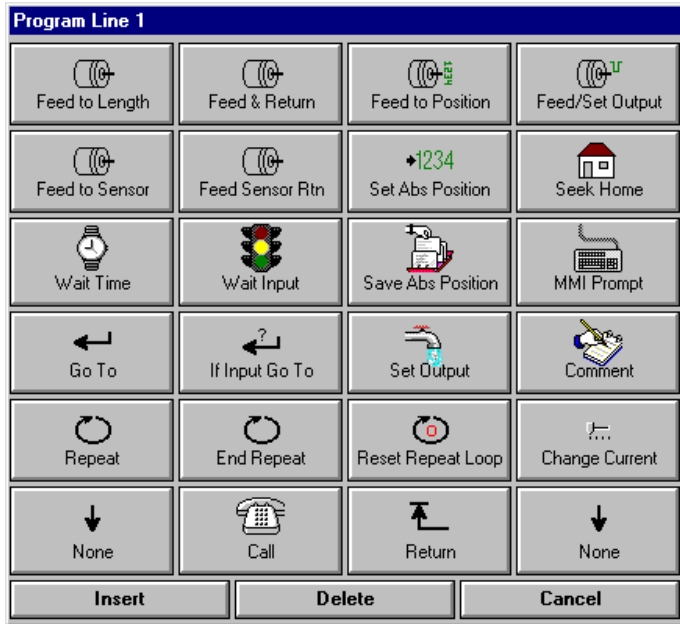 Program Line 1
Feed to Length
Feed & Return
1234
Feed to Position
Feed/Set Output
Feed to Sensor
Feed Sensor Rtn
1234
Set Abs Position
Seek Home
Wait Time
Wait Input
Save Abs Position
MMI Prompt
Go To
?
If Input Go To
Set Output
Comment
Repeat
End Repeat
0
Reset Repeat Loop
Change Current
None
Call
Return
None
Insert
Delete
Cancel